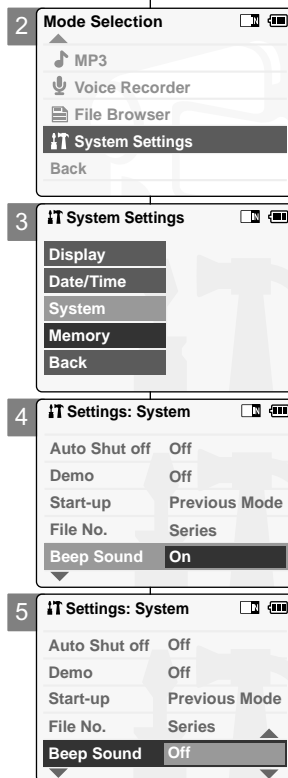 2
Mode Selection
MP3
Voice Recorder
File Browser
System Settings
Back
3
System Settings
Display
Date/Time
System
Memory
Back
4
Settings: System
Auto Shut off Off
Demo Off
Start-up Previous Mode
File No. Series
Beep Sound On
5
Settings: System
Auto Shut off Off
Demo Off
Start-up Previous Mode
File No. Series
Beep Sound Off